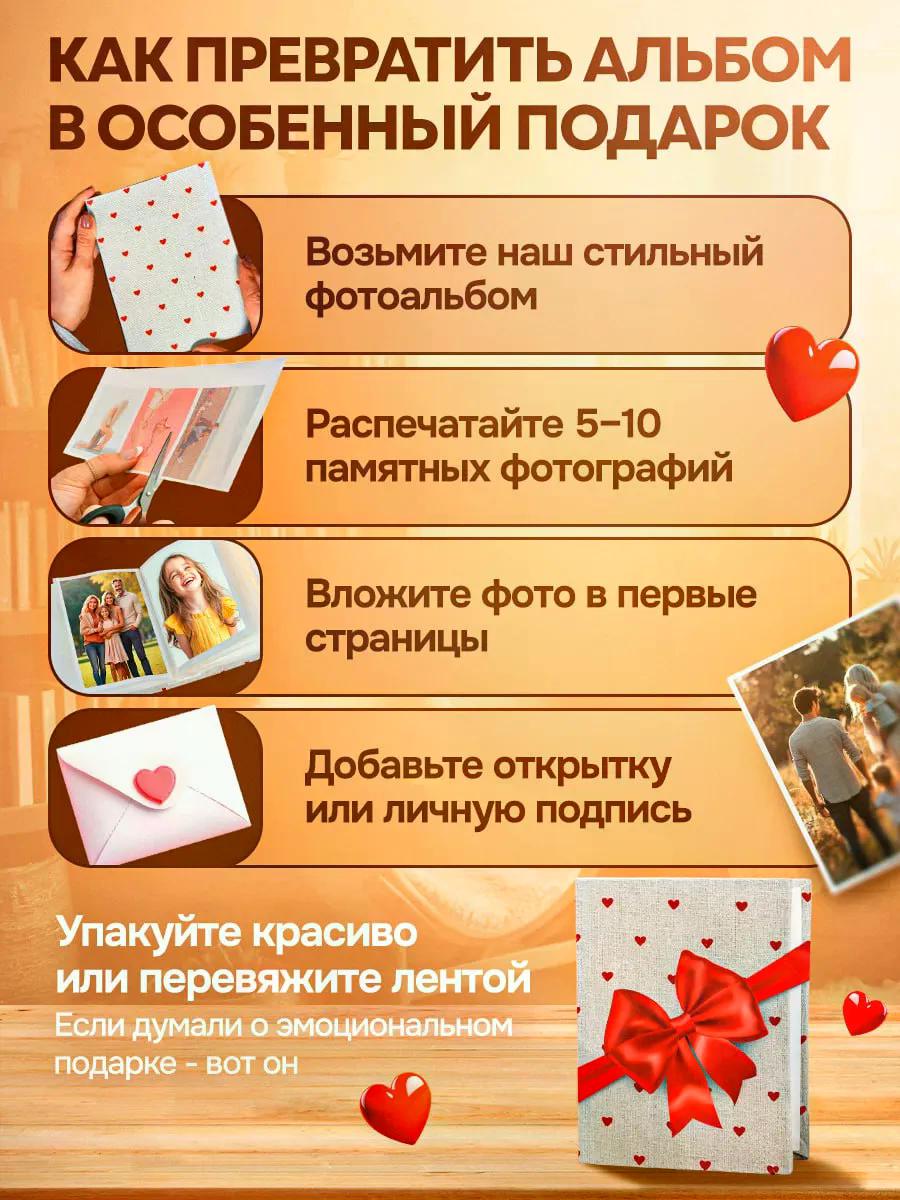 КАК ПРЕВРАТИТЬ АЛЬБОМ
В ОСОБЕННЫЙ ПОДАРОК
Возьмите наш стильный
фотоальбом
Распечатайте 5–10
памятных фотографий
Вложите фото в первые
страницы
Добавьте открытку
или личную подпись
Упакуйте красиво
или перевяжите лентой
Если думали о эмоциональном
подарке - вот он